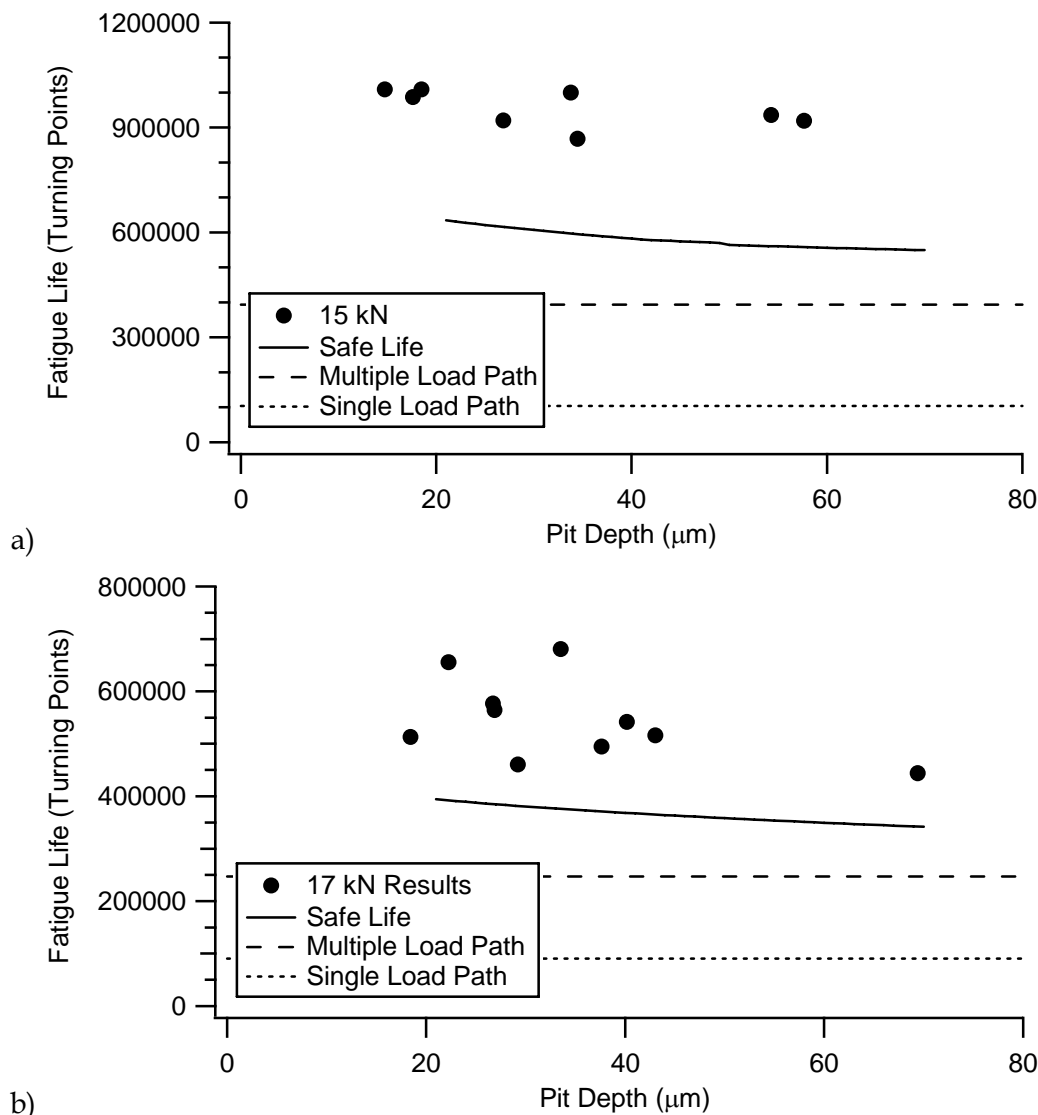 1200000
900000
600000
300000
0
Fatigue Life (Turning Points)
15 kN
Safe Life
Multiple Load Path
Single Load Path
0 20 40 60 80
Pit Depth (μm)
a)
800000
600000
400000
200000
0
Fatigue Life (Turning Points)
17 kN Results
Safe Life
Multiple Load Path
Single Load Path
0 20 40 60 80
Pit Depth (μm)
b)